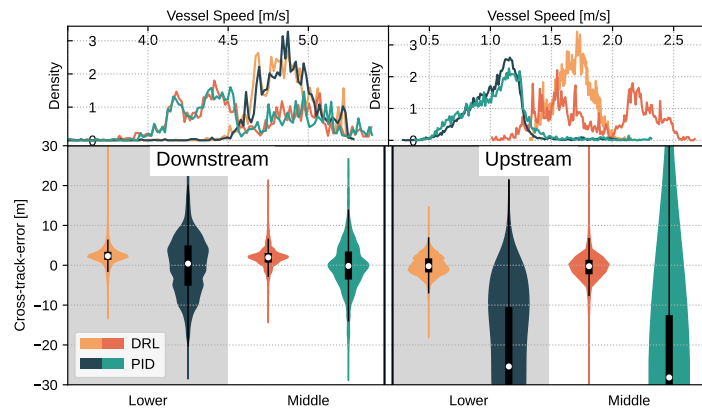 Vessel Speed [m/s]
Vessel Speed [m/s]
4.0 4.5 5.0
0.5 1.0 1.5 2.0 2.5
Density
3
2
1
0
Density
3
2
1
0
Downstream
Upstream
Cross-track-error [m]
30
20
10
0
−10
−20
−30
DRL
PID
Lower Middle Lower Middle